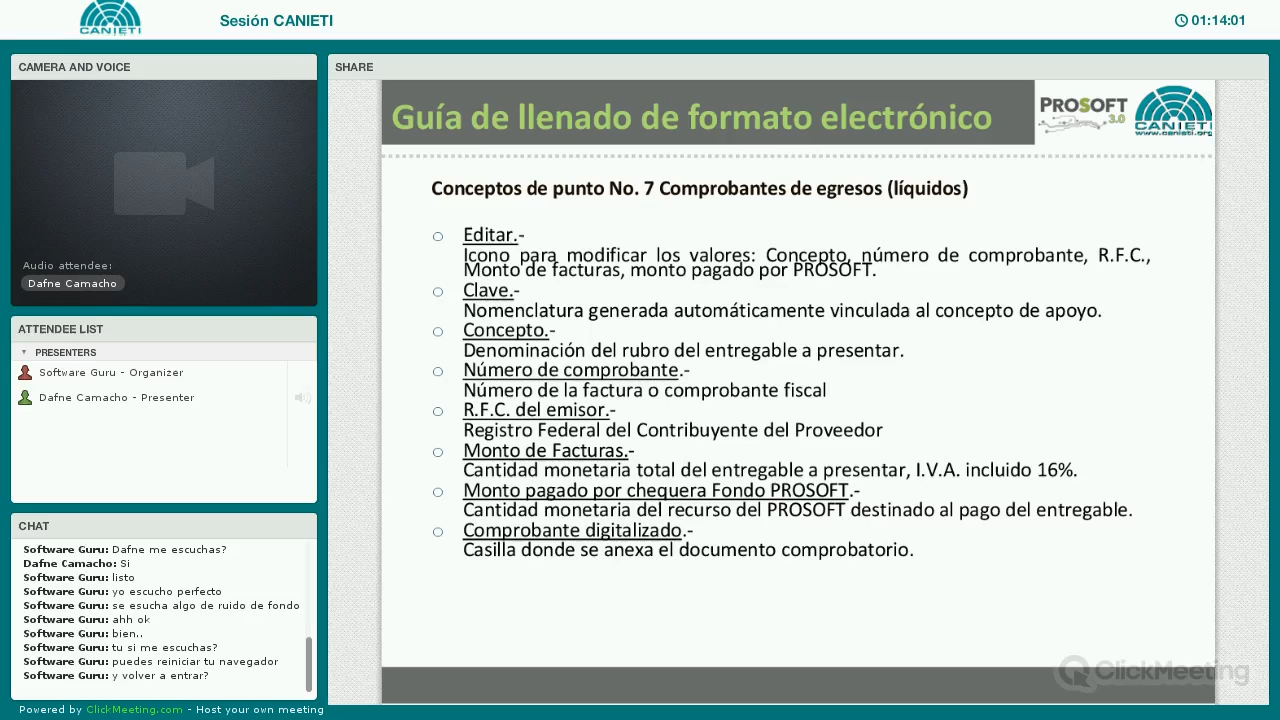 CANIETI
Sesión CANIETI
01:14:01
CAMERA AND VOICE
Audio attendee:
Dafne Camacho
ATTENDEE LIST
PRESENTERS
Software Guru - Organizer
Dafne Camacho - Presenter
CHAT
Software Guru: Dafne me escuchas?
Dafne Camacho: Si
Software Guru: listo
Software Guru: yo escucho perfecto
Software Guru: se esucha algo de ruido de fondo
Software Guru: ahh ok
Software Guru: bien..
Software Guru: tu si me escuchas?
Software Guru: puedes reiniciar tu navegador
Software Guru: y volver a entrar?
Powered by ClickMeeting.com - Host your own meeting
SHARE
Guía de llenado de formato electrónico
PROSOFT
3.0
CANIETI
www.canieti.org
Conceptos de punto No. 7 Comprobantes de egresos (líquidos)
Editar.-
Icono para modificar los valores: Concepto, número de comprobante, R.F.C.,
Monto de facturas, monto pagado por PROSOFT.
Clave.-
Nomenclatura generada automáticamente vinculada al concepto de apoyo.
Concepto.-
Denominación del rubro del entregable a presentar.
Número de comprobante.-
Número de la factura o comprobante fiscal
R.F.C. del emisor.-
Registro Federal del Contribuyente del Proveedor
Monto de Facturas.-
Cantidad monetaria total del entregable a presentar, I.V.A. incluido 16%.
Monto pagado por chequera Fondo PROSOFT.-
Cantidad monetaria del recurso del PROSOFT destinado al pago del entregable.
Comprobante digitalizado.-
Casilla donde se anexa el documento comprobatorio.
ClickMeeting